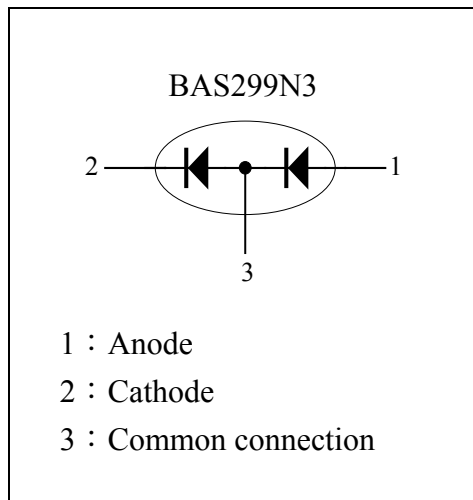 BAS299N3
2 1
3
1：Anode
2：Cathode
3：Common connection